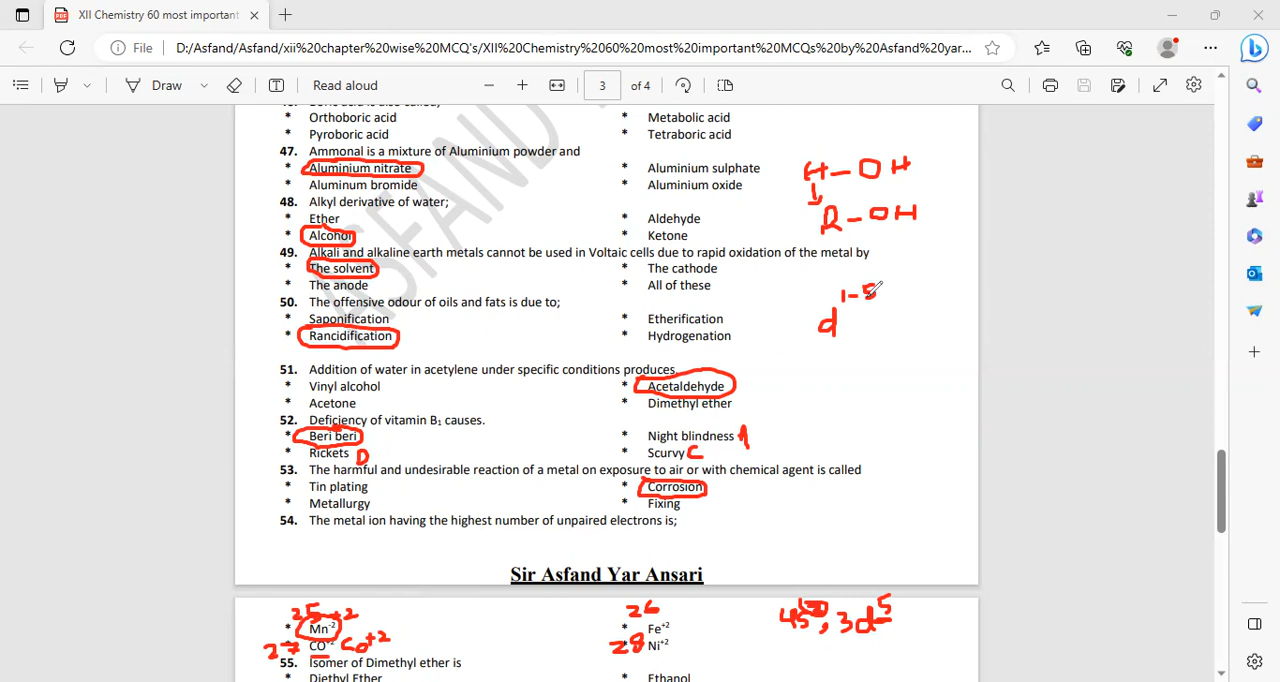 XII Chemistry 60 most important
File D:/Asfand/Asfand/xii%20chapter%20wise%20MCQ's/XII%20Chemistry%2060%20most%20important%20MCQs%20by%20Asfand%20yar...
Draw Read aloud 3 of 4
* Orthoboric acid * Metabolic acid
* Pyroboric acid * Tetraboric acid
47. Ammonal is a mixture of Aluminium powder and
* Aluminium nitrate * Aluminium sulphate
* Aluminum bromide * Aluminium oxide
H-OH
48. Alkyl derivative of water;
* Ether * Aldehyde
R-OH
* Alcohol * Ketone
49. Alkali and alkaline earth metals cannot be used in Voltaic cells due to rapid oxidation of the metal by
* The solvent * The cathode
* The anode * All of these
50. The offensive odour of oils and fats is due to;
d 1-5
* Saponification * Etherification
* Rancidification * Hydrogenation
51. Addition of water in acetylene under specific conditions produces.
* Vinyl alcohol * Acetaldehyde
* Acetone * Dimethyl ether
52. Deficiency of vitamin B₁ causes.
* Beri beri * Night blindness A
* Rickets D * Scurvy C
53. The harmful and undesirable reaction of a metal on exposure to air or with chemical agent is called
* Tin plating * Corrosion
* Metallurgy * Fixing
54. The metal ion having the highest number of unpaired electrons is;
Sir Asfand Yar Ansari
25 +2 26
* Mn⁻² * Fe⁺² , 3d⁵
27 CO⁺² Co⁺² 28 Ni⁺²
55. Isomer of Dimethyl ether is
* Diethyl Ether * Ethanol
ASFAND